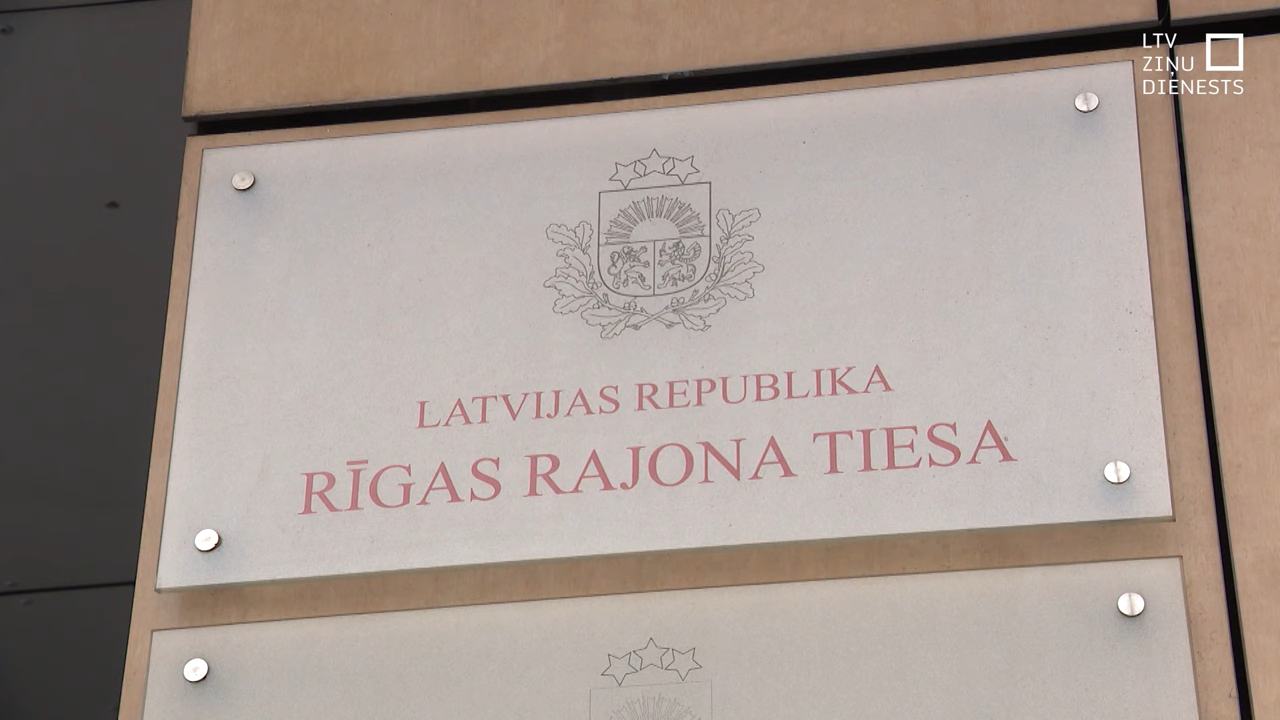 LTV
ZIŅU
DIENESTS
LATVIJAS REPUBLIKA
RĪGAS RAJONA TIESA